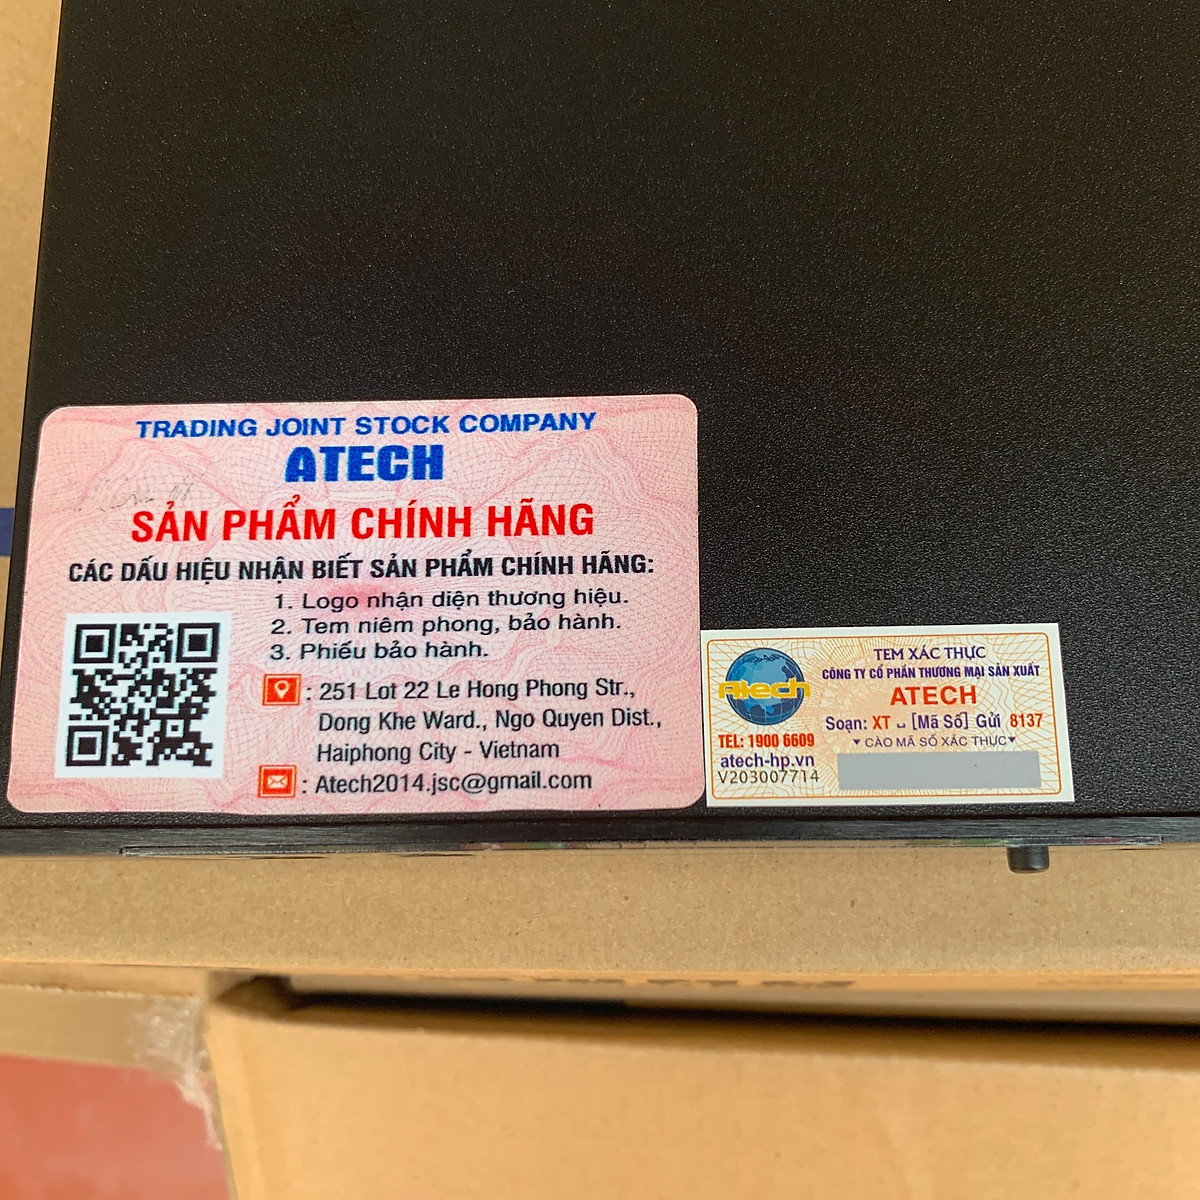 TRADING JOINT STOCK COMPANY
ATECH
SẢN PHẨM CHÍNH HÃNG
CÁC DẤU HIỆU NHẬN BIẾT SẢN PHẨM CHÍNH HÃNG:
1. Logo nhận diện thương hiệu.
2. Tem niêm phong, bảo hành.
3. Phiếu bảo hành.
: 251 Lot 22 Le Hong Phong Str.,
Dong Khe Ward., Ngo Quyen Dist.,
Haiphong City - Vietnam
: Atech2014.jsc@gmail.com
TEM XÁC THỰC
CÔNG TY CỔ PHẦN THƯƠNG MẠI SẢN XUẤT
ATECH
Atech
Soạn: XT ␣ [Mã Số] Gửi 8137
TEL: 1900 6609
▼ CÀO MÃ SỐ XÁC THỰC ▼
atech-hp.vn
V203007714